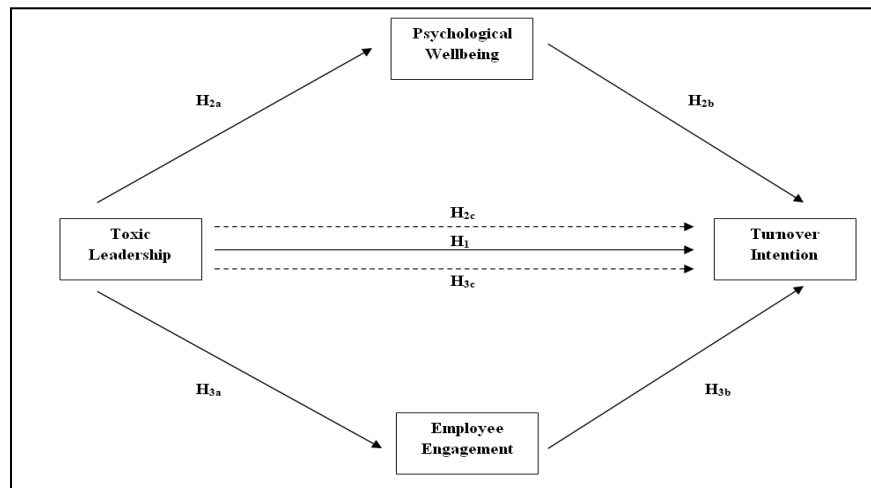 Psychological
Wellbeing
H2a
H2b
H2c
Toxic
Leadership
H1
Turnover
Intention
H3c
H3a
H3b
Employee
Engagement